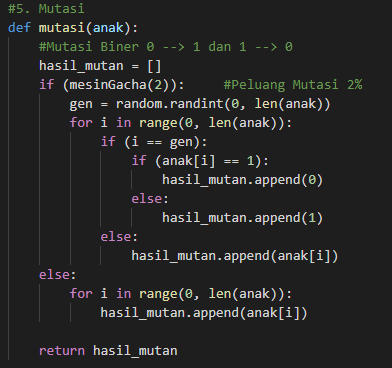 #5. Mutasi
def mutasi(anak):
    #Mutasi Biner 0 --> 1 dan 1 --> 0
    hasil_mutan = []
    if (mesinGacha(2)):     #Peluang Mutasi 2%
        gen = random.randint(0, len(anak))
        for i in range(0, len(anak)):
            if (i == gen):
                if (anak[i] == 1):
                    hasil_mutan.append(0)
                else:
                    hasil_mutan.append(1)
            else:
                hasil_mutan.append(anak[i])
    else:
        for i in range(0, len(anak)):
            hasil_mutan.append(anak[i])

    return hasil_mutan